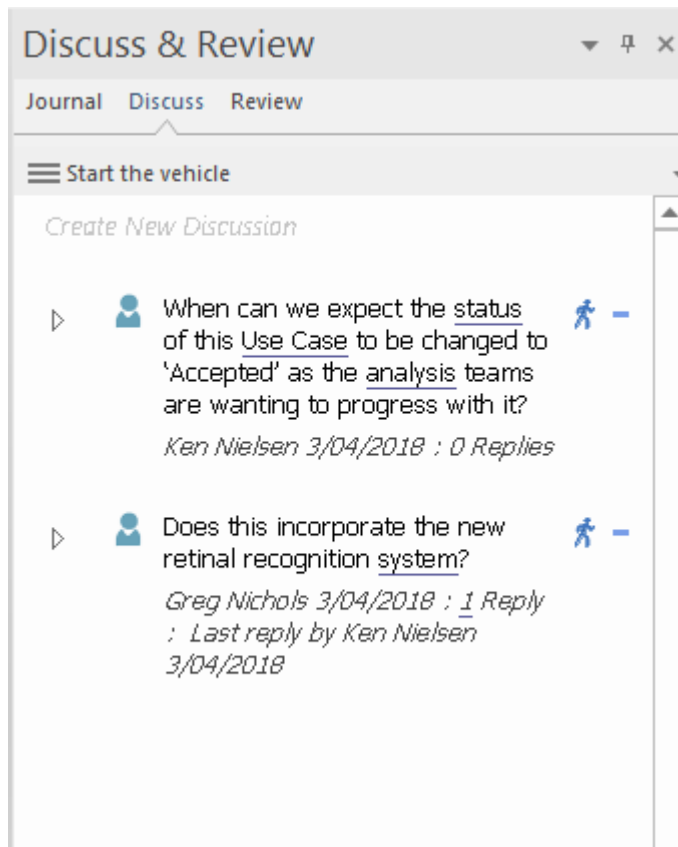 Discuss & Review
Journal Discuss Review
Start the vehicle
Create New Discussion
When can we expect the status
of this Use Case to be changed to
'Accepted' as the analysis teams
are wanting to progress with it?
Ken Nielsen 3/04/2018 : 0 Replies
Does this incorporate the new
retinal recognition system?
Greg Nichols 3/04/2018 : 1 Reply
: Last reply by Ken Nielsen
3/04/2018